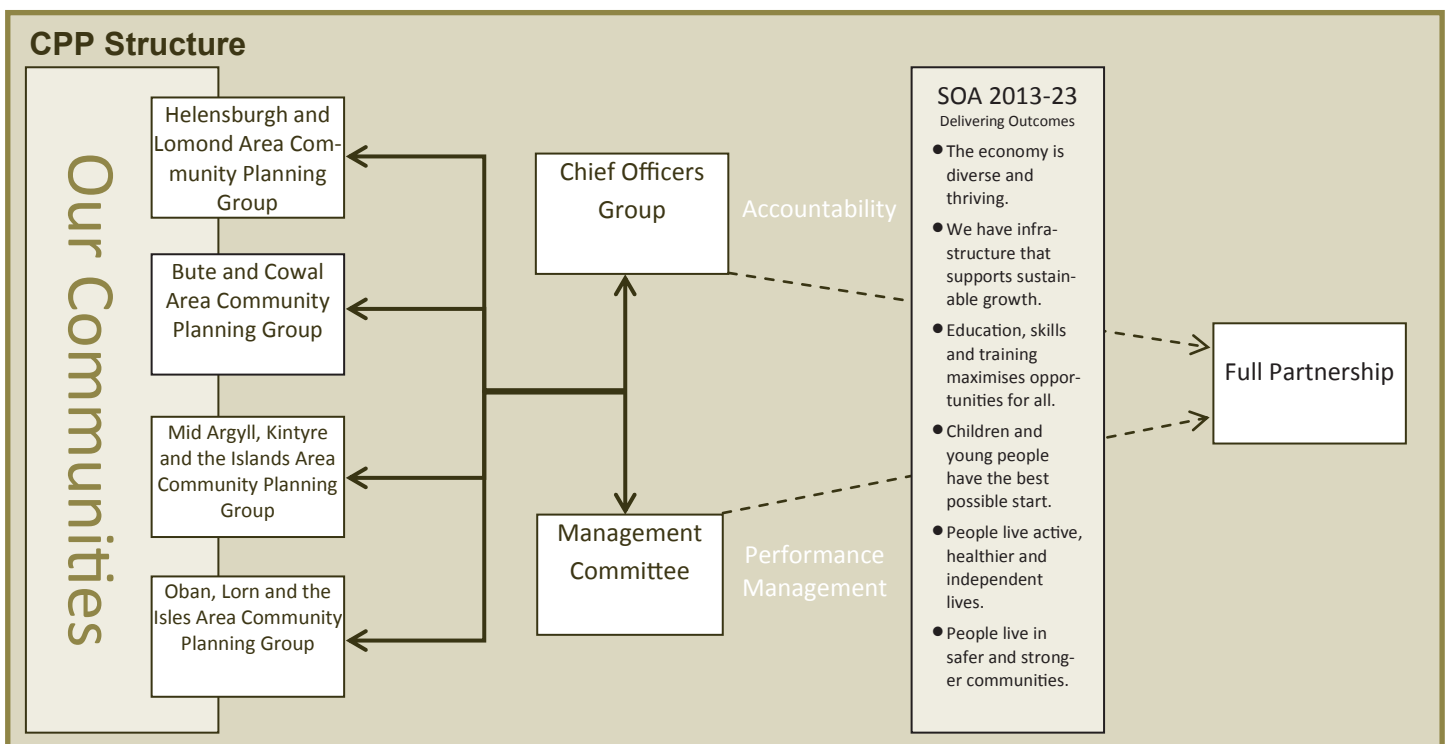 CPP Structure
Our Communities
Helensburgh and
Lomond Area Com-
munity Planning
Group
Bute and Cowal
Area Community
Planning Group
Mid Argyll, Kintyre
and the Islands Area
Community Planning
Group
Oban, Lorn and the
Isles Area Community
Planning Group
Chief Officers
Group
Management
Committee
Accountability
Performance
Management
SOA 2013-23
Delivering Outcomes
● The economy is
diverse and
thriving.
● We have infra-
structure that
supports sustain-
able growth.
● Education, skills
and training
maximises oppor-
tunities for all.
● Children and
young people
have the best
possible start.
● People live active,
healthier and
independent
lives.
● People live in
safer and strong-
er communities.
Full Partnership